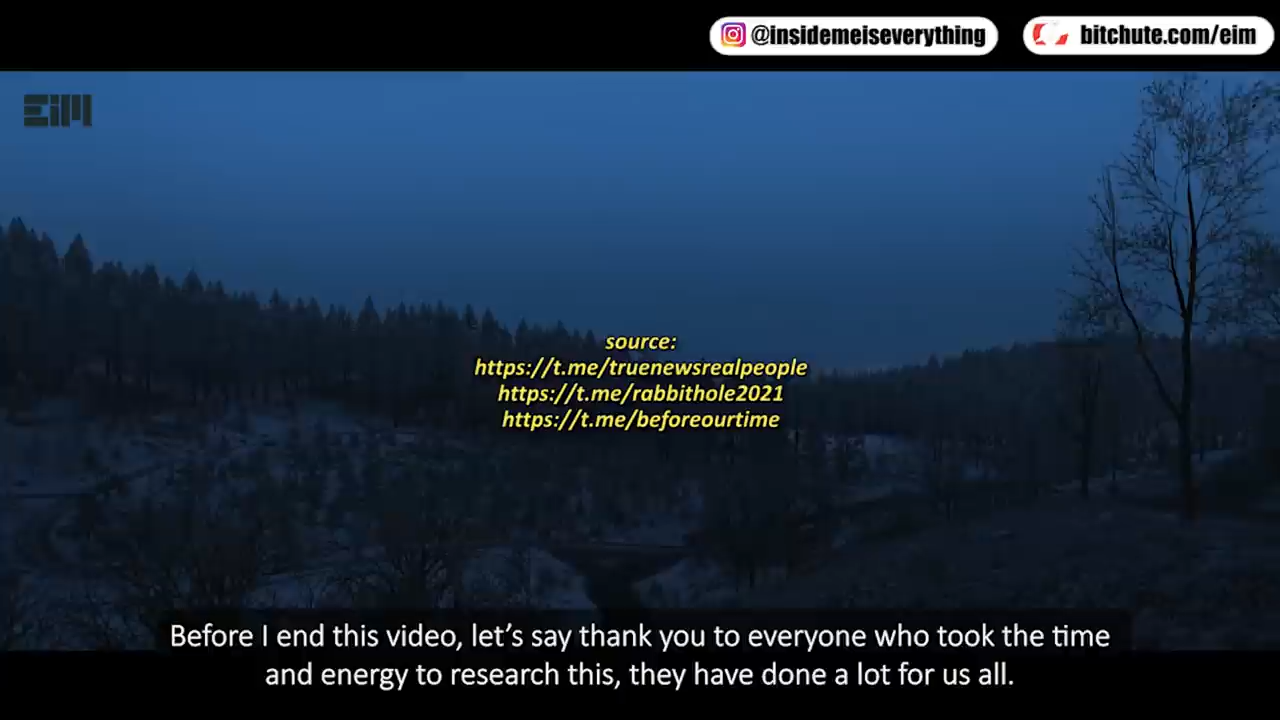 @insidemeiseverything
bitchute.com/eim
EiM
source:
https://t.me/truenewsrealpeople
https://t.me/rabbithole2021
https://t.me/beforeourtime
Before I end this video, let’s say thank you to everyone who took the time
and energy to research this, they have done a lot for us all.